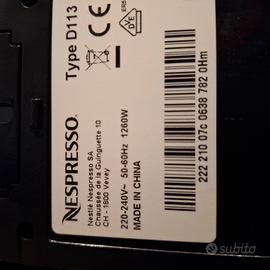 Type D113
NESPRESSO
Nestlé Nespresso SA
Chaussée de la Guinguette 10
CH - 1800 Vevey
220-240V~ 50-60Hz 1260W
MADE IN CHINA
VDE
222 210 07c 0638 782 0Hm
subito